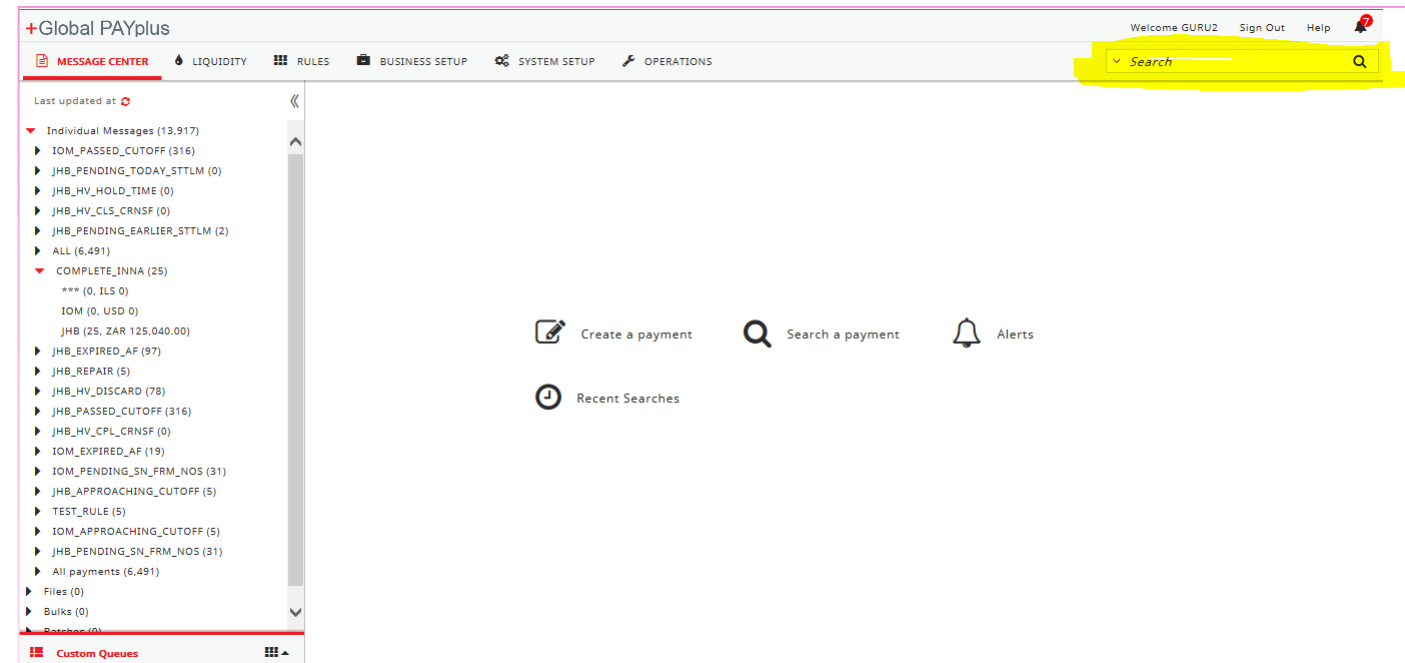 +Global PAYplus
Welcome GURU2 Sign Out Help 7
MESSAGE CENTER LIQUIDITY RULES BUSINESS SETUP SYSTEM SETUP OPERATIONS
Search
Last updated at
Individual Messages (13,917)
IOM_PASSED_CUTOFF (316)
JHB_PENDING_TODAY_STTLM (0)
JHB_HV_HOLD_TIME (0)
JHB_HV_CLS_CRNSF (0)
JHB_PENDING_EARLIER_STTLM (2)
ALL (6,491)
COMPLETE_INNA (25)
*** (0, ILS 0)
IOM (0, USD 0)
JHB (25, ZAR 125,040.00)
JHB_EXPIRED_AF (97)
JHB_REPAIR (5)
JHB_HV_DISCARD (78)
JHB_PASSED_CUTOFF (316)
JHB_HV_CPL_CRNSF (0)
IOM_EXPIRED_AF (19)
IOM_PENDING_SN_FRM_NOS (31)
JHB_APPROACHING_CUTOFF (5)
TEST_RULE (5)
IOM_APPROACHING_CUTOFF (5)
JHB_PENDING_SN_FRM_NOS (31)
All payments (6,491)
Files (0)
Bulks (0)
Batches (0)
Custom Queues
Create a payment Search a payment Alerts
Recent Searches